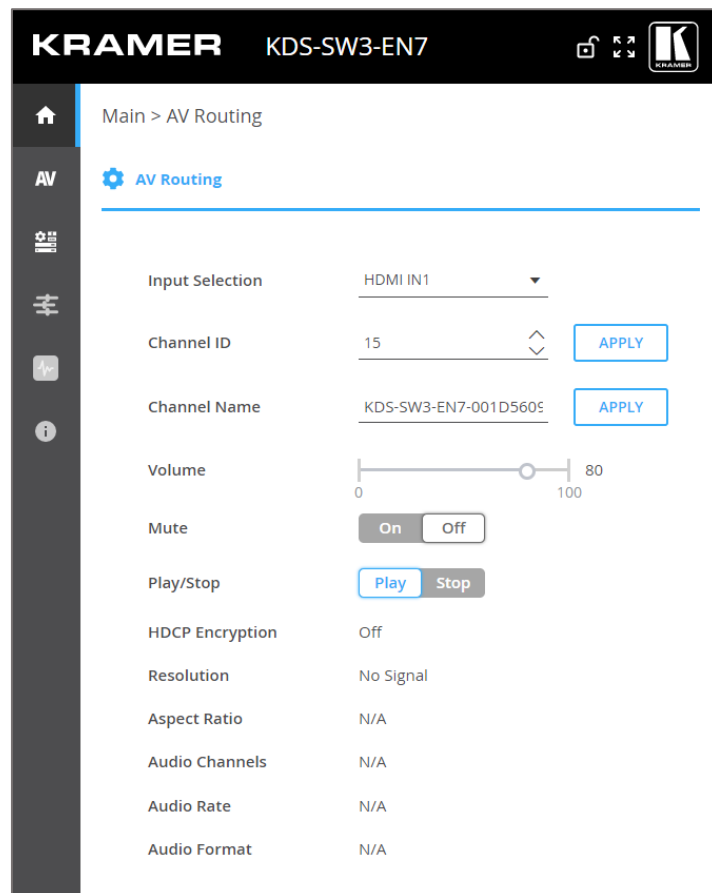 KRAMER KDS-SW3-EN7
KRAMER
Main > AV Routing
AV
AV Routing
Input Selection HDMI IN1
Channel ID 15 APPLY
Channel Name KDS-SW3-EN7-001D5609 APPLY
Volume 80
0 100
Mute On Off
Play/Stop Play Stop
HDCP Encryption Off
Resolution No Signal
Aspect Ratio N/A
Audio Channels N/A
Audio Rate N/A
Audio Format N/A